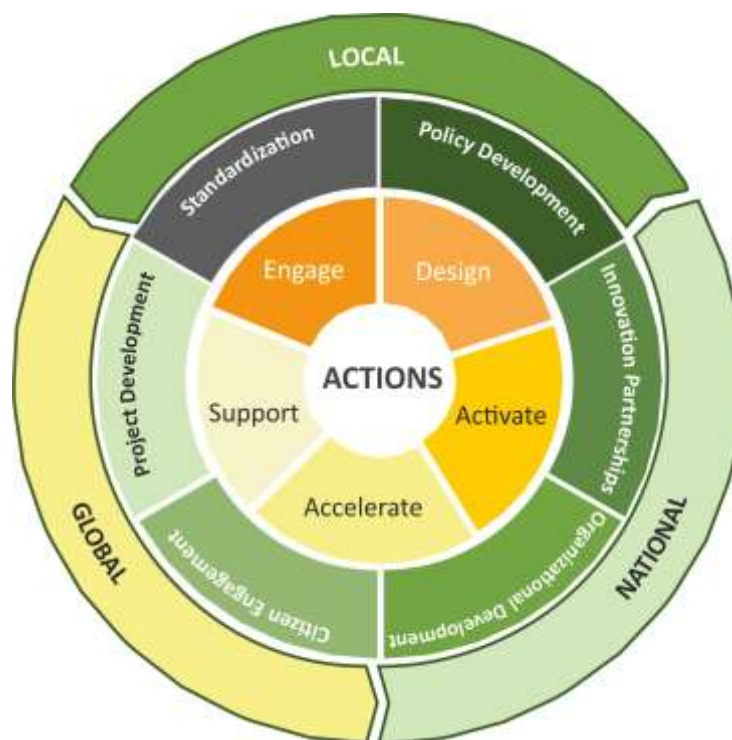 LOCAL
Standardization
Policy Development
Engage
Design
Innovation Partnerships
Project Development
ACTIONS
Support
Activate
Accelerate
GLOBAL
NATIONAL
Citizen Engagement
Organizational Development